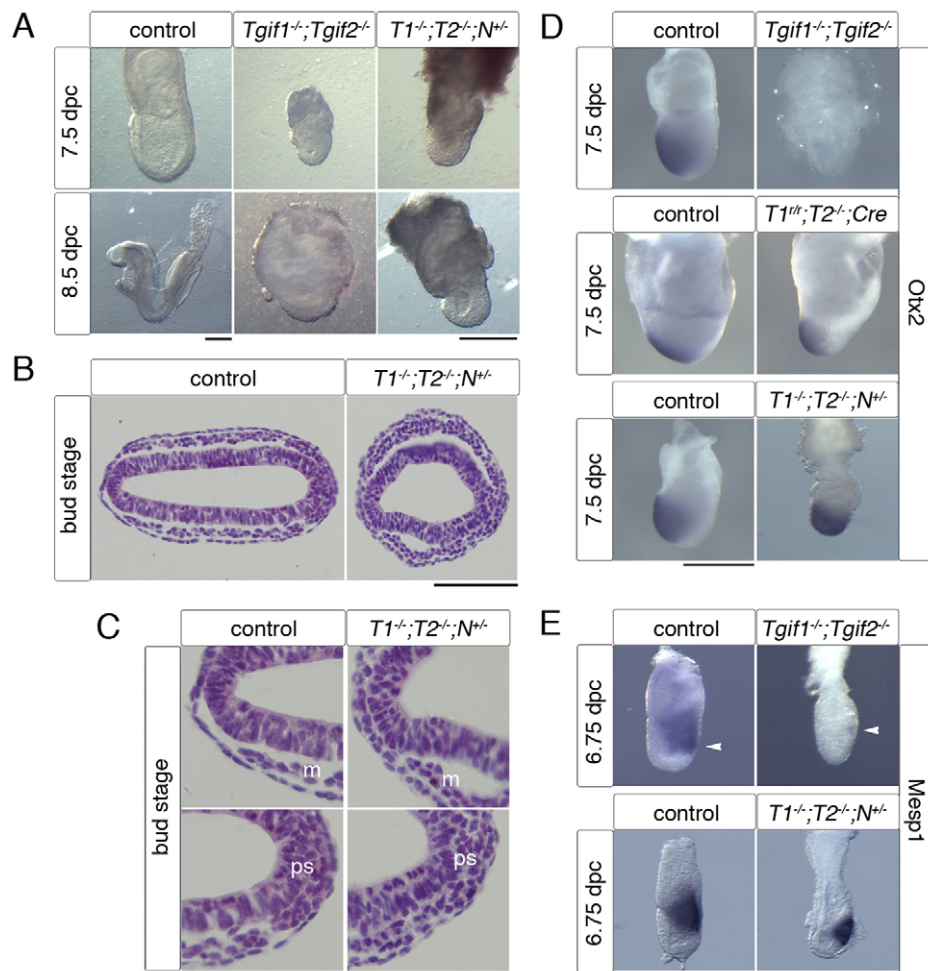 A
control
Tgif1-/-;Tgif2-/-
T1-/-;T2-/-;N+/-
7.5 dpc
8.5 dpc
B
control
T1-/-;T2-/-;N+/-
bud stage
C
control
T1-/-;T2-/-;N+/-
bud stage
m
m
ps
ps
D
control
Tgif1-/-;Tgif2-/-
7.5 dpc
control
T1r/r;T2-/-;Cre
7.5 dpc
control
T1-/-;T2-/-;N+/-
7.5 dpc
Otx2
E
control
Tgif1-/-;Tgif2-/-
6.75 dpc
control
T1-/-;T2-/-;N+/-
6.75 dpc
Mesp1